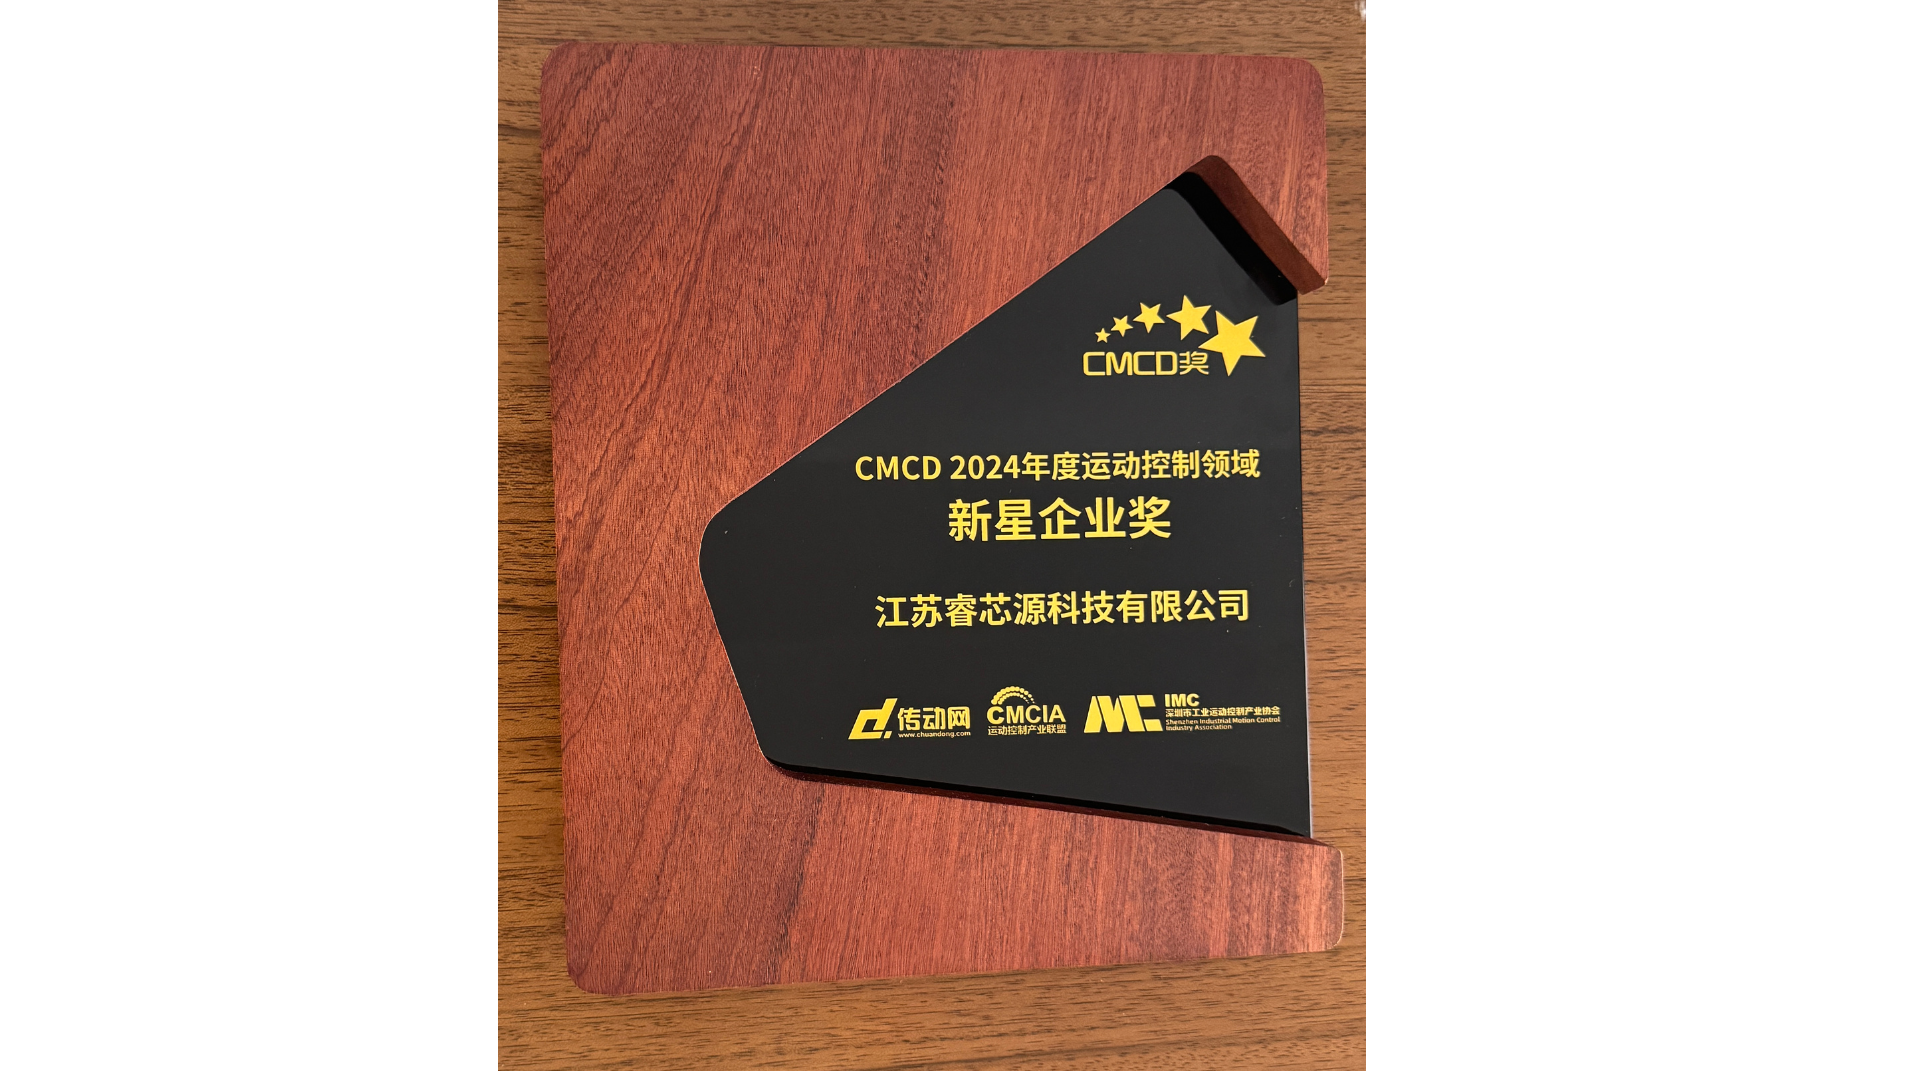 CMCD奖
CMCD 2024年度运动控制领域
新星企业奖
江苏睿芯源科技有限公司
传动网
www.chuandong.com
CMCIA
运动控制产业联盟
IMC
深圳市工业运动控制产业协会
Shenzhen Industrial Motion Control
Industry Association